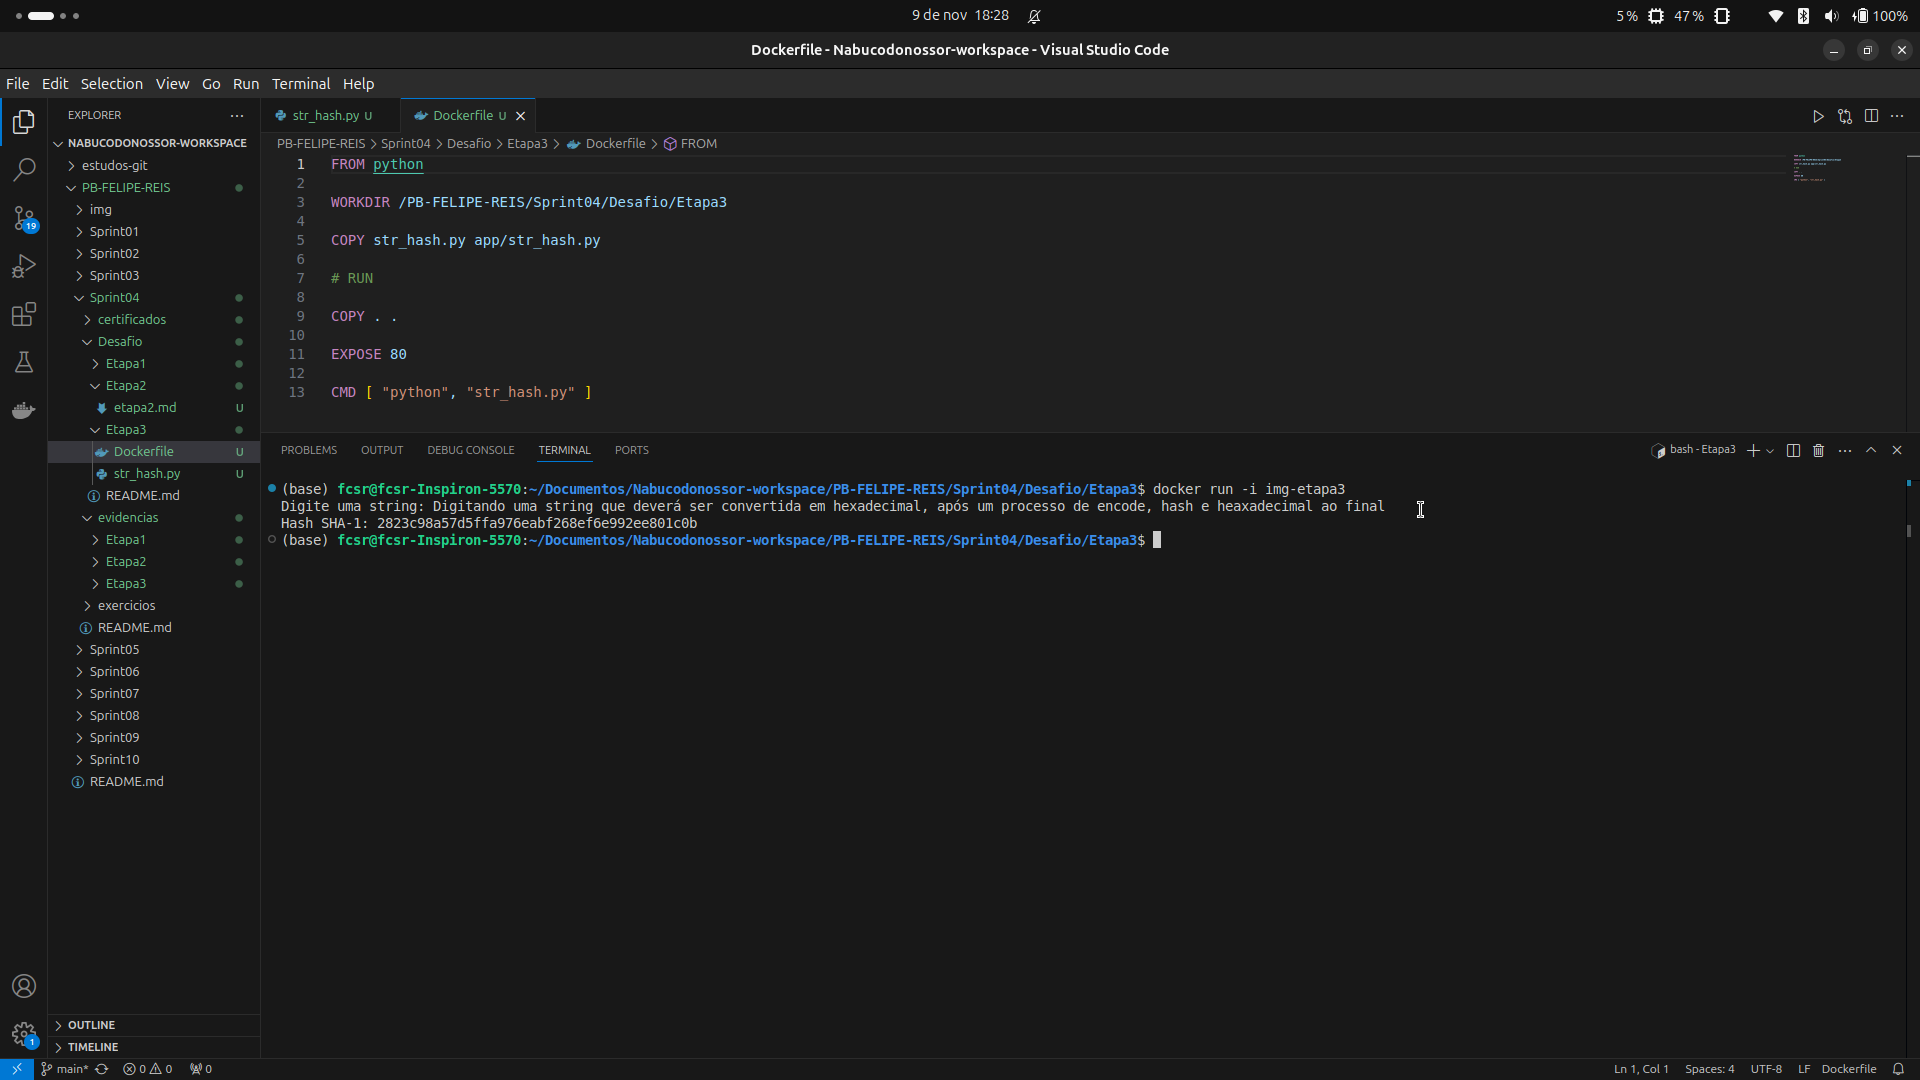 9 de nov 18:28
5% 47% 100%
Dockerfile - Nabucodonossor-workspace - Visual Studio Code
File Edit Selection View Go Run Terminal Help
EXPLORER
NABUCODONOSSOR-WORKSPACE
estudos-git
PB-FELIPE-REIS
img
Sprint01
Sprint02
Sprint03
Sprint04
certificados
Desafio
Etapa1
Etapa2
etapa2.md U
Etapa3
Dockerfile U
str_hash.py U
README.md
evidencias
Etapa1
Etapa2
Etapa3
exercicios
README.md
Sprint05
Sprint06
Sprint07
Sprint08
Sprint09
Sprint10
README.md
OUTLINE
TIMELINE
19
1
str_hash.py U
Dockerfile U
PB-FELIPE-REIS > Sprint04 > Desafio > Etapa3 > Dockerfile > FROM
1 FROM python
2
3 WORKDIR /PB-FELIPE-REIS/Sprint04/Desafio/Etapa3
4
5 COPY str_hash.py app/str_hash.py
6
7 # RUN
8
9 COPY . .
10
11 EXPOSE 80
12
13 CMD [ "python", "str_hash.py" ]
PROBLEMS OUTPUT DEBUG CONSOLE TERMINAL PORTS
bash - Etapa3
(base) fcsr@fcsr-Inspiron-5570:~/Documentos/Nabucodonossor-workspace/PB-FELIPE-REIS/Sprint04/Desafio/Etapa3$ docker run -i img-etapa3
Digite uma string: Digitando uma string que deverá ser convertida em hexadecimal, após um processo de encode, hash e heaxadecimal ao final
Hash SHA-1: 2823c98a57d5ffa976eabf268ef6e992ee801c0b
(base) fcsr@fcsr-Inspiron-5570:~/Documentos/Nabucodonossor-workspace/PB-FELIPE-REIS/Sprint04/Desafio/Etapa3$
main* 0 0 0
Ln 1, Col 1 Spaces: 4 UTF-8 LF Dockerfile